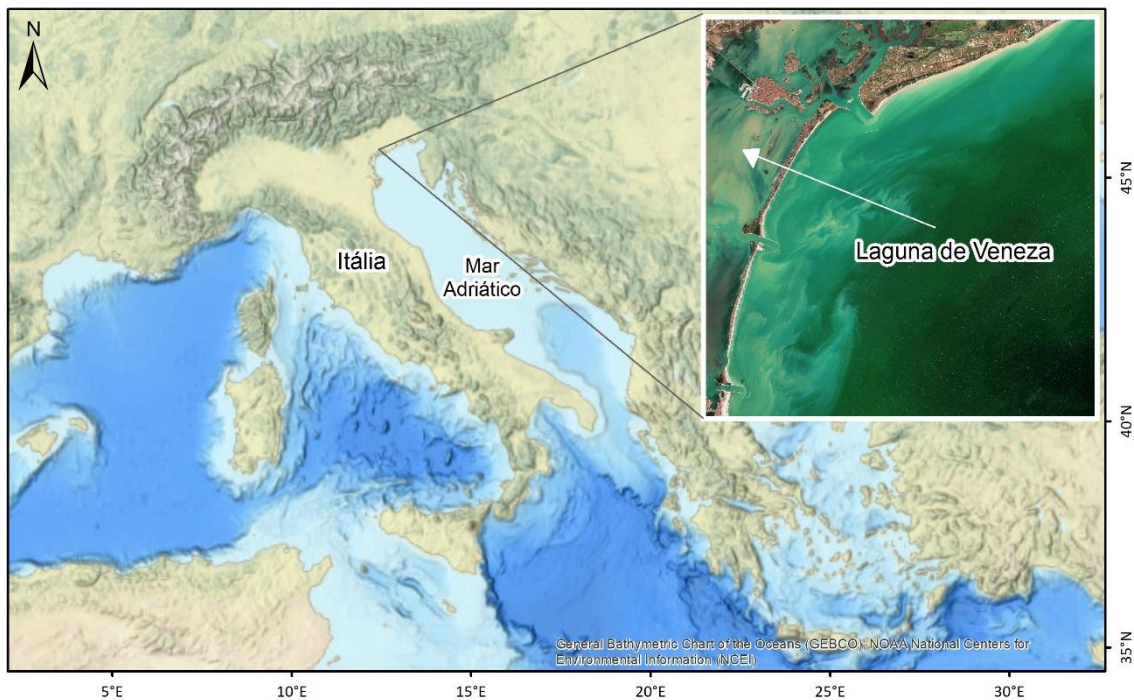 N
45°N
Itália
Mar
Adriático
Laguna de Veneza
40°N
General Bathymetric Chart of the Oceans (GEBCO); NOAA National Centers for
Environmental Information (NCEI)
35°N
5°E
10°E
15°E
20°E
25°E
30°E